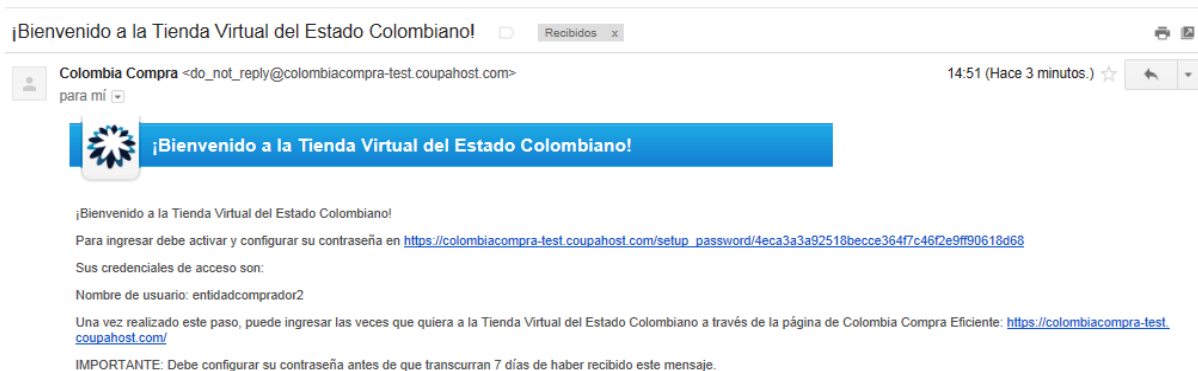 ¡Bienvenido a la Tienda Virtual del Estado Colombiano!
Recibidos x
Colombia Compra <do_not_reply@colombiacompra-test.coupahost.com>
14:51 (Hace 3 minutos.)
para mí
¡Bienvenido a la Tienda Virtual del Estado Colombiano!
¡Bienvenido a la Tienda Virtual del Estado Colombiano!
Para ingresar debe activar y configurar su contraseña en https://colombiacompra-test.coupahost.com/setup_password/4eca3a3a92518becce364f7c46f2e9ff90618d68
Sus credenciales de acceso son:
Nombre de usuario: entidadcomprador2
Una vez realizado este paso, puede ingresar las veces que quiera a la Tienda Virtual del Estado Colombiano a través de la página de Colombia Compra Eficiente: https://colombiacompra-test.
coupahost.com/
IMPORTANTE: Debe configurar su contraseña antes de que transcurran 7 días de haber recibido este mensaje.